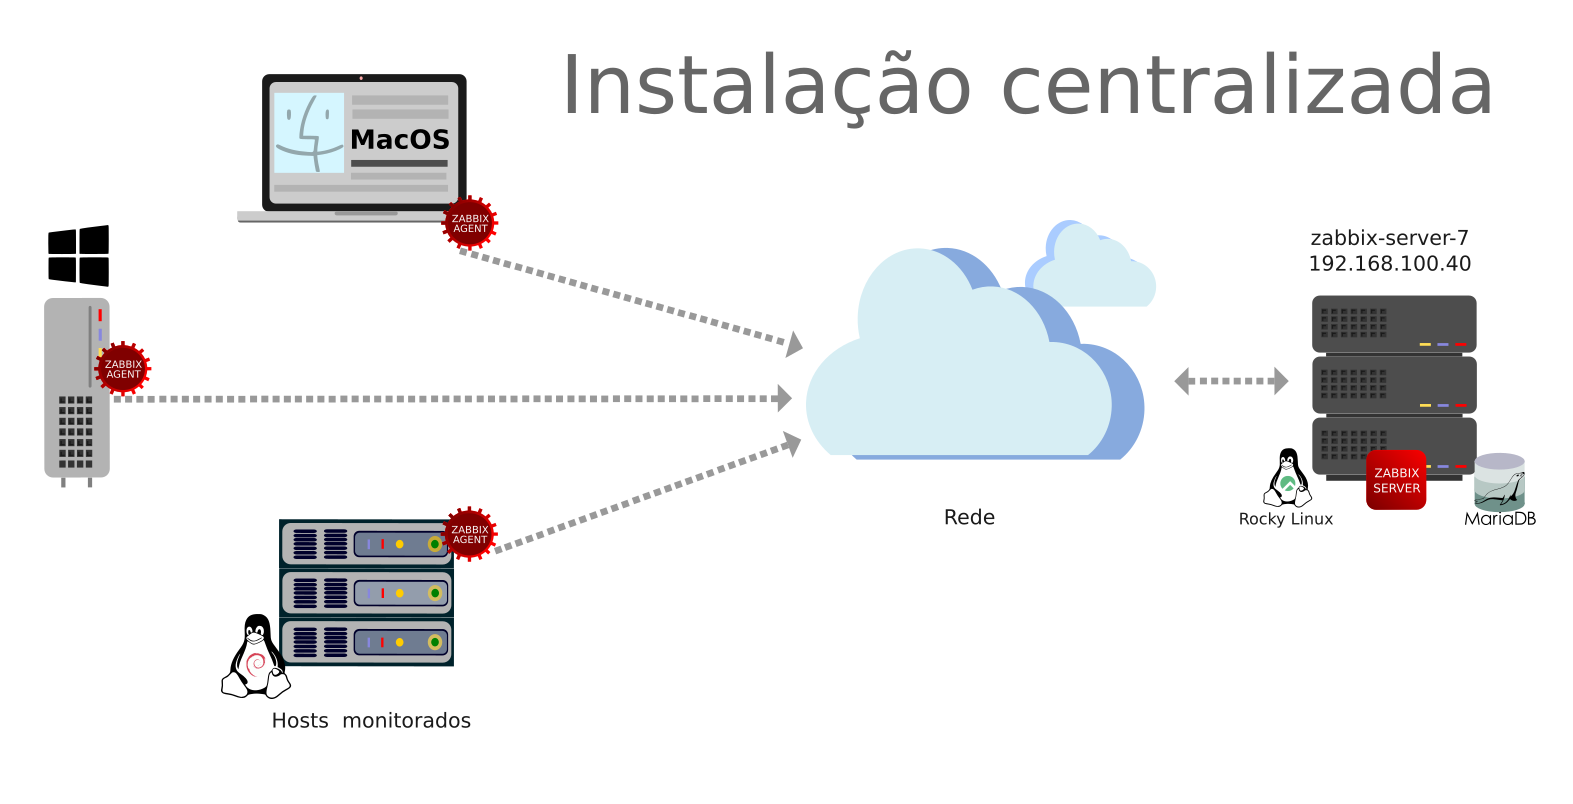 Instalação centralizada
MacOS
ZABBIX
AGENT
zabbix-server-7
192.168.100.40
ZABBIX
AGENT
ZABBIX
SERVER
Rocky Linux
MariaDB
Rede
ZABBIX
AGENT
Hosts monitorados